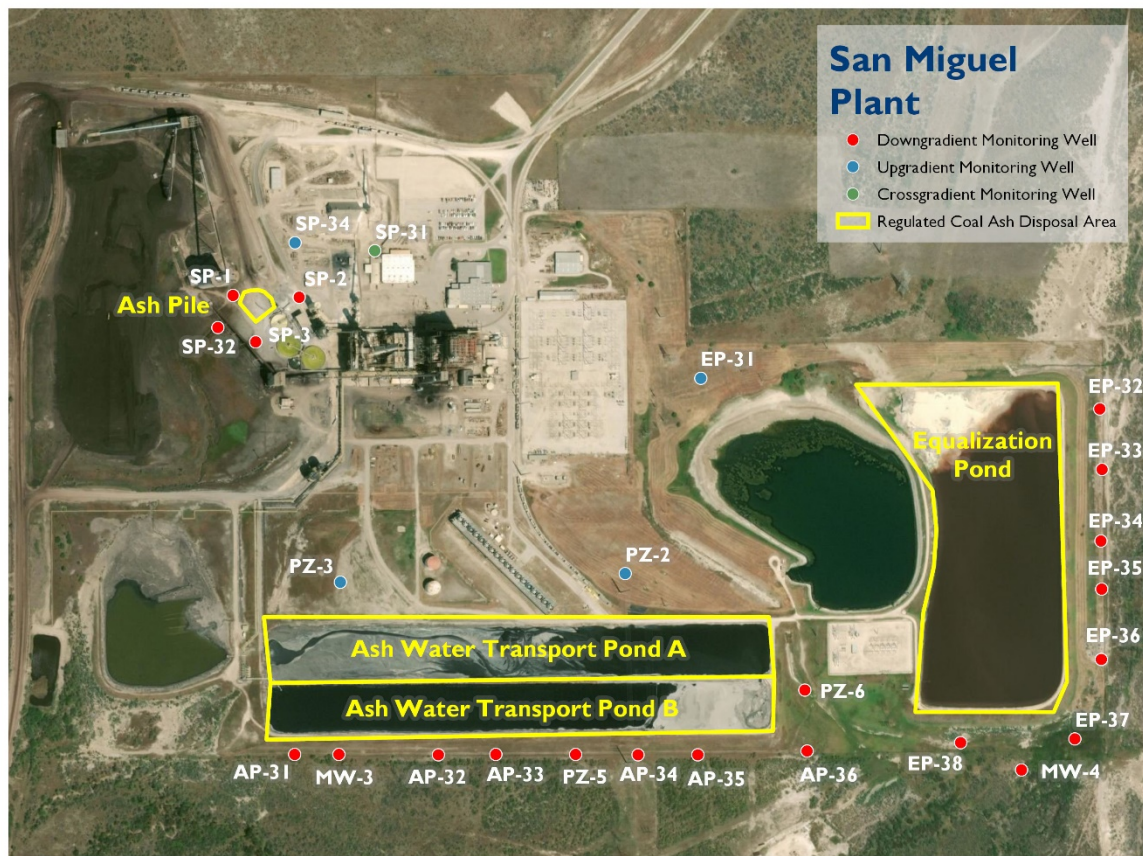 San Miguel
Plant
Downgradient Monitoring Well
Upgradient Monitoring Well
Crossgradient Monitoring Well
Regulated Coal Ash Disposal Area
SP-34
SP-31
SP-1
SP-2
Ash Pile
SP-3
SP-32
EP-31
EP-32
Equalization
Pond
EP-33
EP-34
PZ-3
PZ-2
EP-35
EP-36
Ash Water Transport Pond A
PZ-6
Ash Water Transport Pond B
EP-37
AP-31
MW-3
AP-32
AP-33
PZ-5
AP-34
AP-35
AP-36
EP-38
MW-4